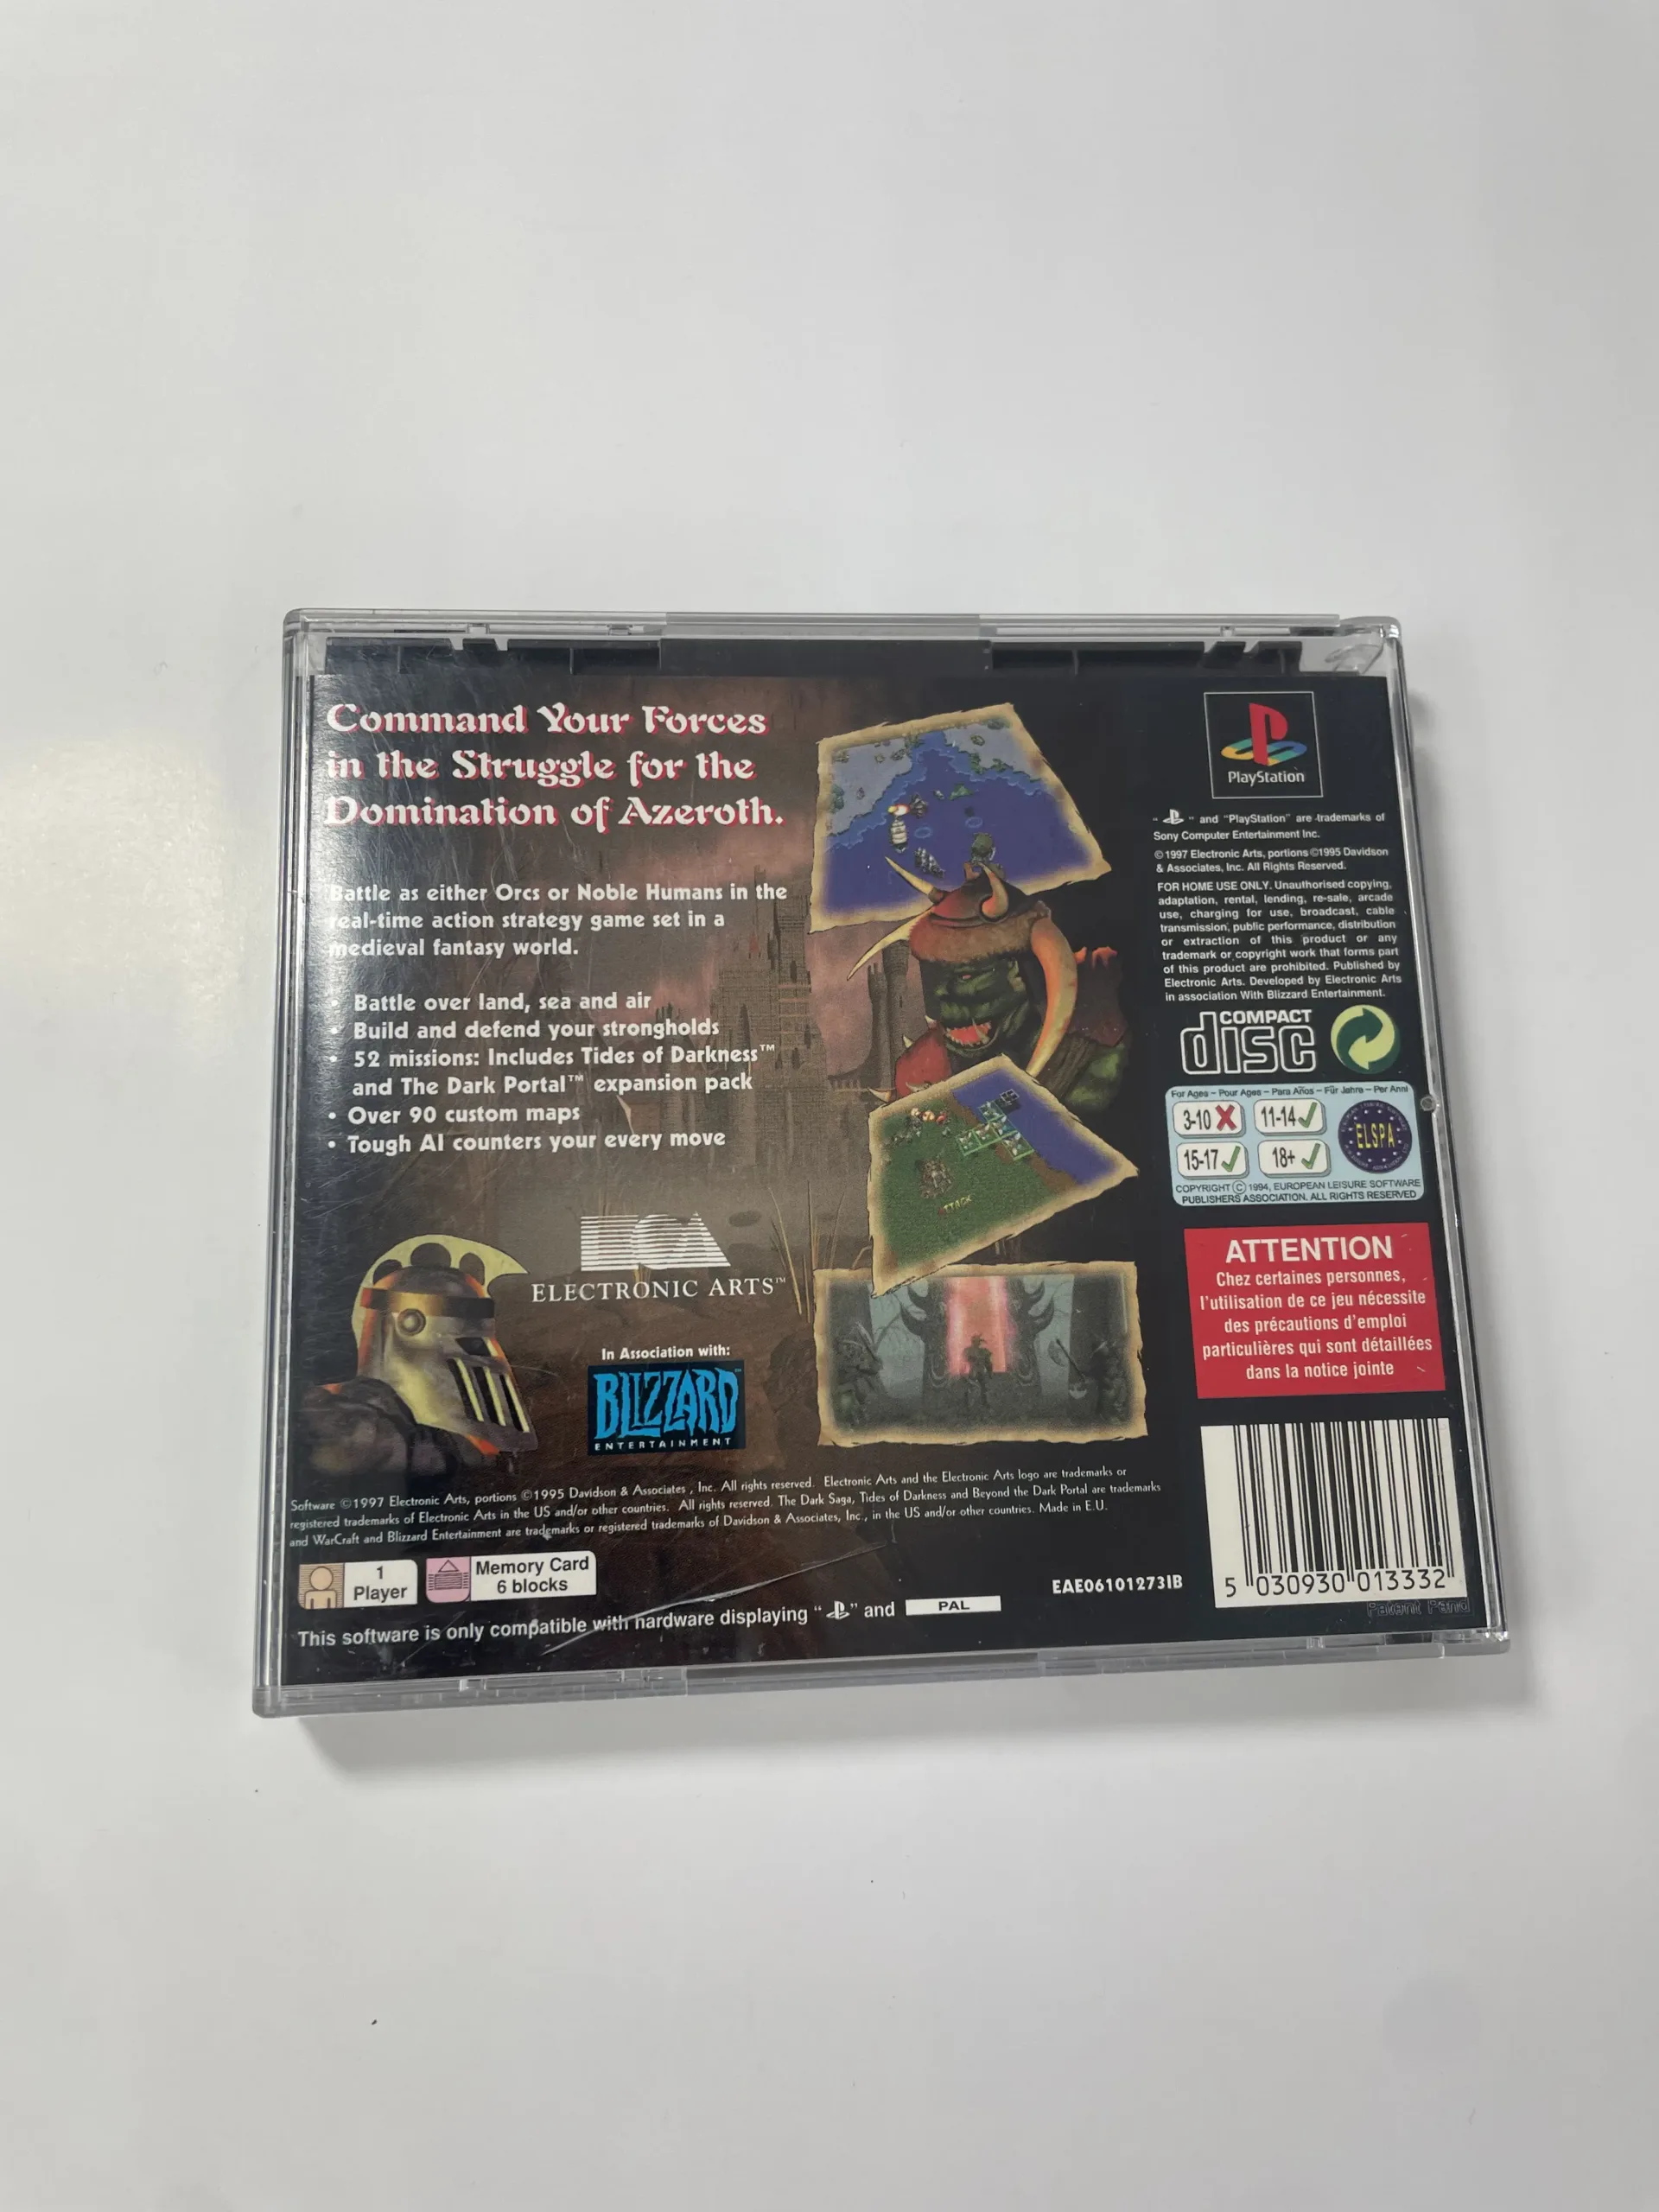 Command Your Forces
in the Struggle for the
Domination of Azeroth.
Battle as either Orcs or Noble Humans in the
real-time action strategy game set in a
medieval fantasy world.
• Battle over land, sea and air
• Build and defend your strongholds
• 52 missions: Includes Tides of Darkness™
and The Dark Portal™ expansion pack
• Over 90 custom maps
• Tough AI counters your every move
EA
ELECTRONIC ARTS™
In Association with:
BLIZZARD
ENTERTAINMENT
ATTACK
Software ©1997 Electronic Arts, portions ©1995 Davidson & Associates, Inc. All rights reserved. Electronic Arts and the Electronic Arts logo are trademarks or
registered trademarks of Electronic Arts in the US and/or other countries. All rights reserved. The Dark Saga, Tides of Darkness and Beyond the Dark Portal are trademarks
and WarCraft and Blizzard Entertainment are trademarks or registered trademarks of Davidson & Associates, Inc., in the US and/or other countries. Made in E.U.
1
Player
Memory Card
6 blocks
This software is only compatible with hardware displaying " " and PAL
EAE06101273IB
PlayStation
" " and "PlayStation" are trademarks of
Sony Computer Entertainment Inc.
© 1997 Electronic Arts, portions ©1995 Davidson
& Associates, Inc. All Rights Reserved.
FOR HOME USE ONLY. Unauthorised copying,
adaptation, rental, lending, re-sale, arcade
use, charging for use, broadcast, cable
transmission, public performance, distribution
or extraction of this product or any
trademark or copyright work that forms part
of this product are prohibited. Published by
Electronic Arts. Developed by Electronic Arts
in association With Blizzard Entertainment.
COMPACT
disc
For Ages – Pour Ages – Para Años – Für Jahre – Per Anni
3-10 11-14
15-17 18+
ELSPA
COPYRIGHT © 1994, EUROPEAN LEISURE SOFTWARE
PUBLISHERS ASSOCIATION. ALL RIGHTS RESERVED
ATTENTION
Chez certaines personnes,
l'utilisation de ce jeu nécessite
des précautions d'emploi
particulières qui sont détaillées
dans la notice jointe
5 030930 013332